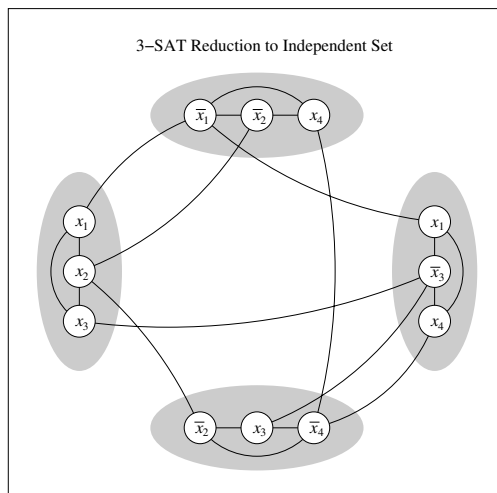 3–SAT Reduction to Independent Set
x̅₁ x̅₂ x₄
x₁
x₂
x₃
x₁
x̅₃
x₄
x̅₂ x₃ x̅₄